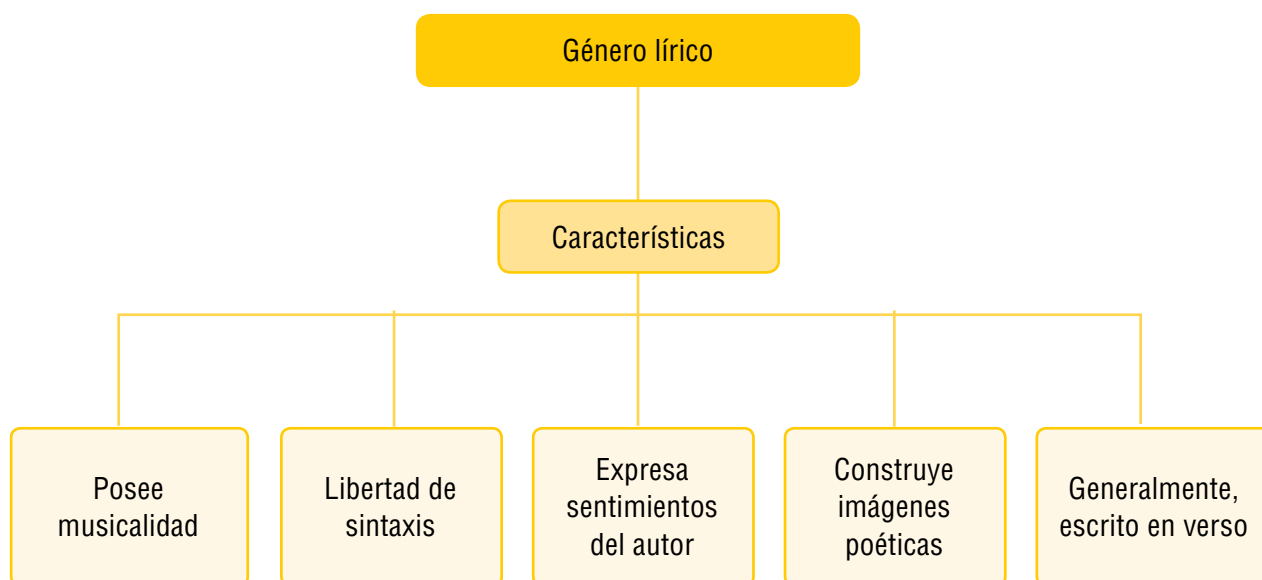 Género lírico
Características
Posee
musicalidad
Libertad de
sintaxis
Expresa
sentimientos
del autor
Construye
imágenes
poéticas
Generalmente,
escrito en verso